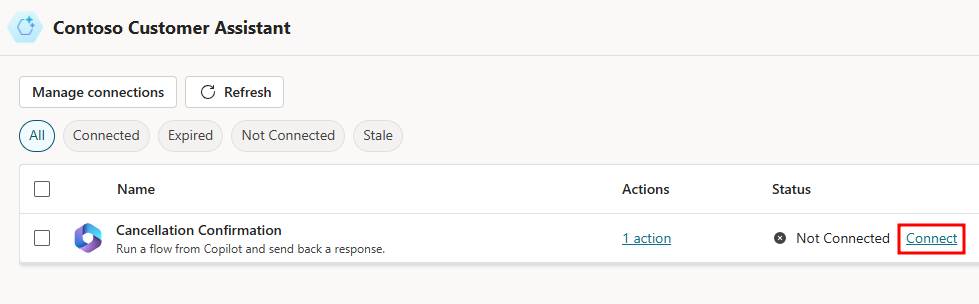 Contoso Customer Assistant
Manage connections Refresh
All Connected Expired Not Connected Stale
Name Actions Status
Cancellation Confirmation
Run a flow from Copilot and send back a response.
1 action Not Connected Connect